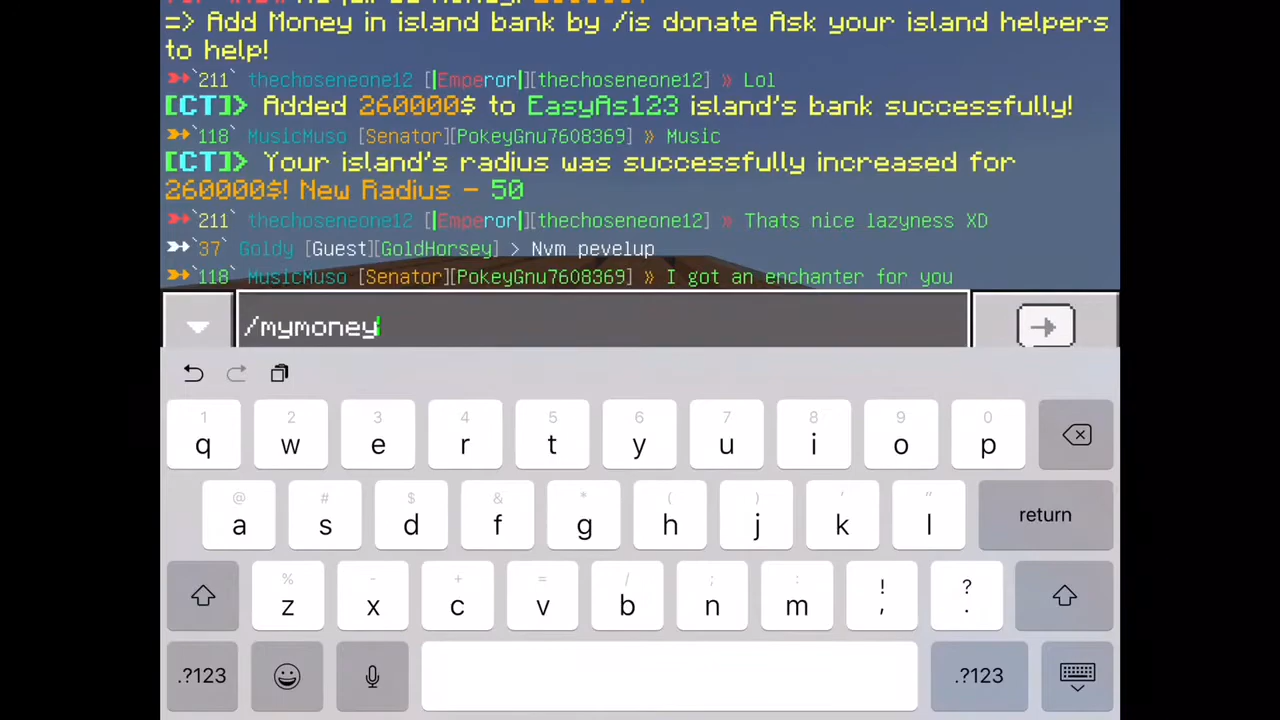 => Add Money in island bank by /is donate Ask your island helpers
to help!
`211` thechoseneone12 [|Emperor|][thechoseneone12] » Lol
[CT]> Added 260000$ to EasyAs123 island's bank successfully!
`118` MusicMuso [Senator][PokeyGnu7608369] » Music
[CT]> Your island's radius was successfully increased for
260000$! New Radius - 50
`211` thechoseneone12 [|Emperor|][thechoseneone12] » Thats nice lazyness XD
`37` Goldy [Guest][GoldHorsey] > Nvm pevelup
`118` MusicMuso [Senator][PokeyGnu7608369] » I got an enchanter for you
/mymoney
1 2 3 4 5 6 7 8 9 0
q w e r t y u i o p
@ # $ & * ( ) ' "
a s d f g h j k l return
% - + = / ; : ! ?
z x c v b n m , .
.?123 .?123